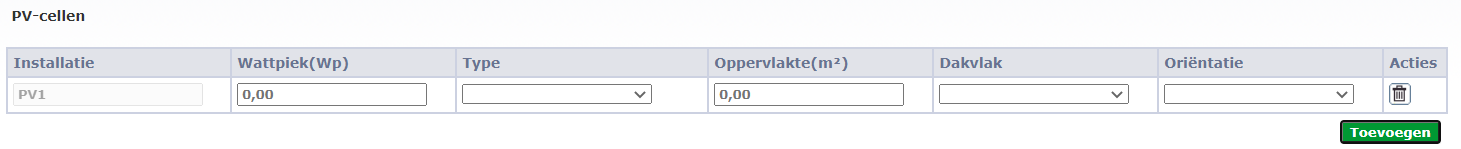 PV-cellen
Installatie Wattpiek(Wp) Type Oppervlakte(m²) Dakvlak Oriëntatie Acties
PV1 0,00 0,00
Toevoegen